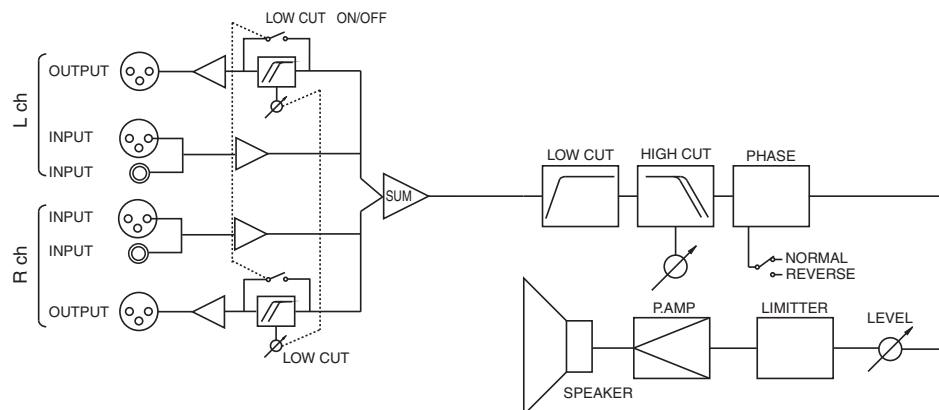 LOW CUT ON/OFF
L ch
OUTPUT
INPUT
INPUT
R ch
INPUT
INPUT
OUTPUT
LOW CUT
SUM
LOW CUT
HIGH CUT
PHASE
NORMAL
REVERSE
SPEAKER
P.AMP
LIMITTER
LEVEL